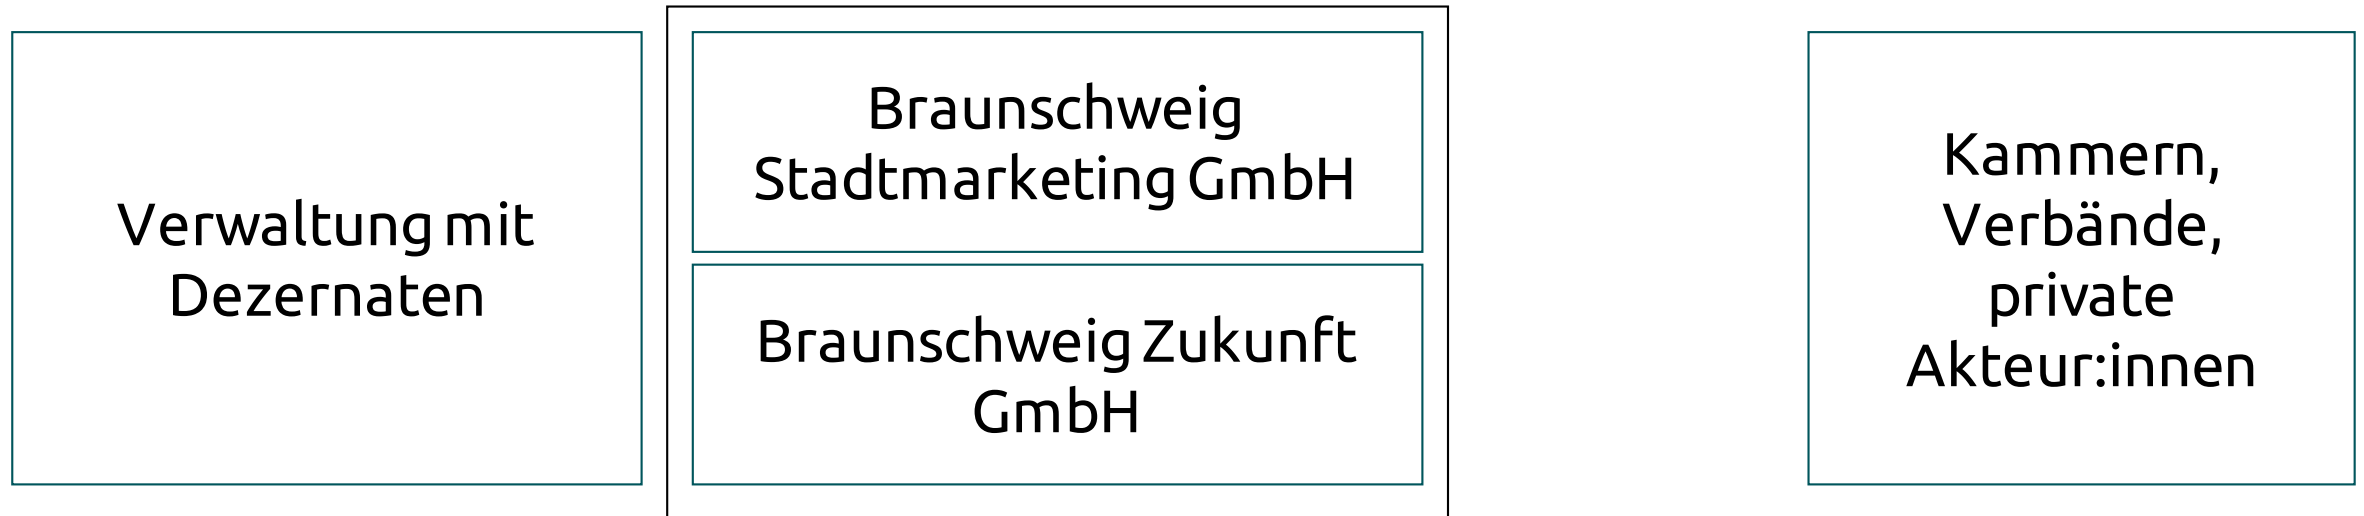 Verwaltung mit
Dezernaten
Braunschweig
Stadtmarketing GmbH
Braunschweig Zukunft
GmbH
Kammern,
Verbände,
private
Akteur:innen